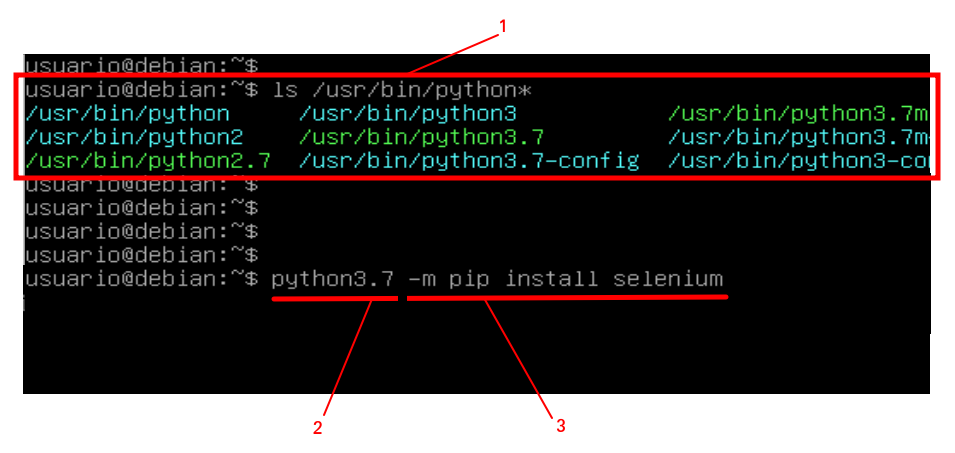 1
usuario@debian:~$
usuario@debian:~$ ls /usr/bin/python*
/usr/bin/python /usr/bin/python3 /usr/bin/python3.7m
/usr/bin/python2 /usr/bin/python3.7 /usr/bin/python3.7m-
/usr/bin/python2.7 /usr/bin/python3.7-config /usr/bin/python3-co
usuario@debian:~$
usuario@debian:~$
usuario@debian:~$
usuario@debian:~$
usuario@debian:~$ python3.7 -m pip install selenium
2
3